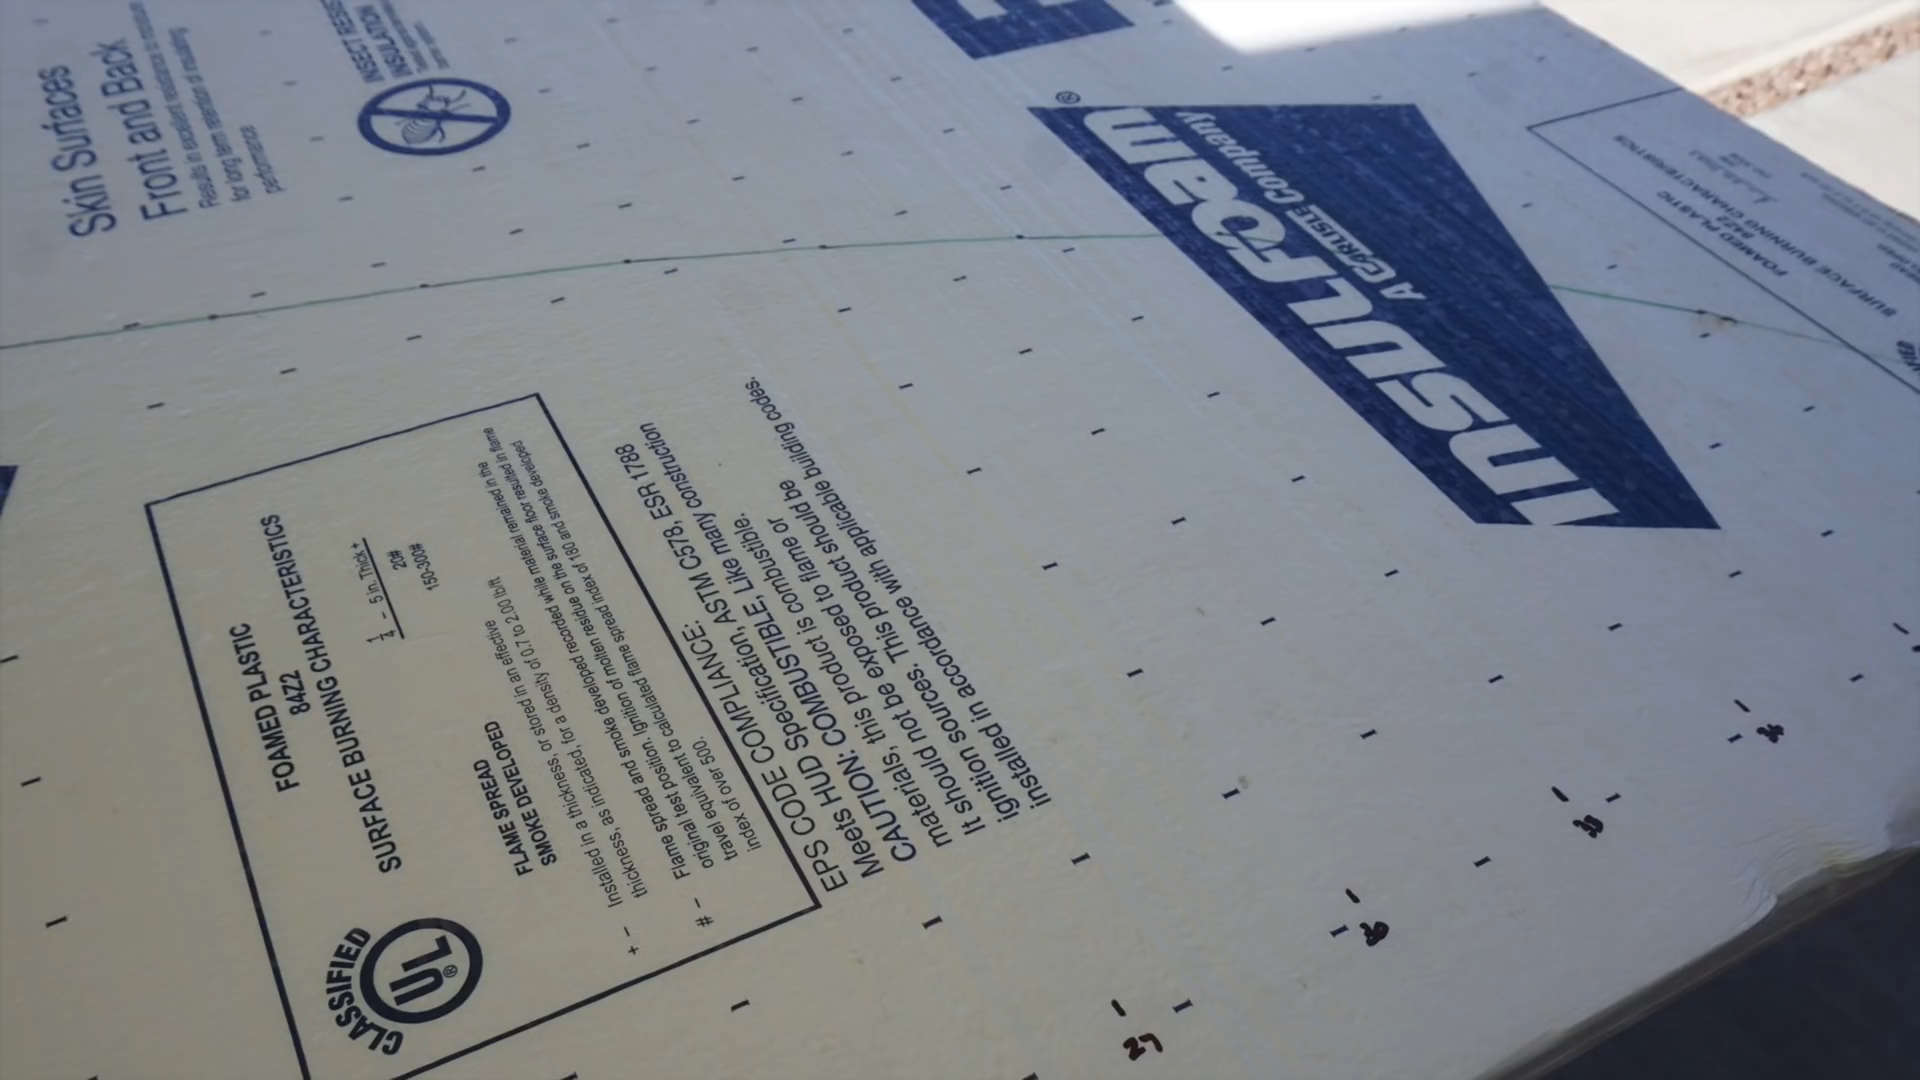 Skin Surfaces
Front and Back
Results in excellent resistance to moisture
for long term retention of insulating
performance
INSECT RESIS
INSULATION
InsulFoam®
A CARLISLE Company
FOAMED PLASTIC
84Z2
SURFACE BURNING CHARACTERISTICS
1/4 – 5 in. Thick +
FLAME SPREAD 20#
SMOKE DEVELOPED 150-300#
+ – Installed in a thickness, or stored in an effective
thickness, as indicated, for a density of 0.7 to 2.00 lb/ft.
# – Flame spread and smoke developed recorded while material remained in the
original test position. Ignition of molten residue on the surface floor resulted in flame
travel equivalent to calculated flame spread index of 180 and smoke developed
index of over 500.
CLASSIFIED
UL®
EPS CODE COMPLIANCE:
Meets HUD Specification, ASTM C578, ESR 1788
CAUTION: COMBUSTIBLE, Like many construction
materials, this product is combustible.
It should not be exposed to flame or
ignition sources. This product should be
installed in accordance with applicable building codes.
FOAMED PLASTIC
84Z2
SURFACE BURNING CHARACTERISTICS